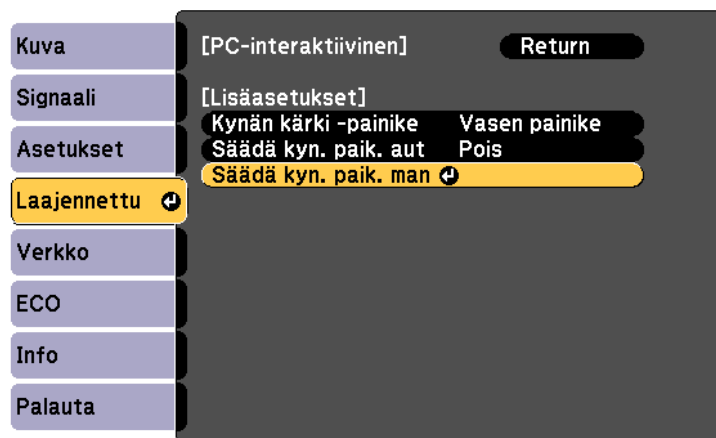 Kuva
Signaali
Asetukset
Laajennettu
Verkko
ECO
Info
Palauta
[PC-interaktiivinen] Return
[Lisäasetukset]
Kynän kärki -painike Vasen painike
Säädä kyn. paik. aut Pois
Säädä kyn. paik. man